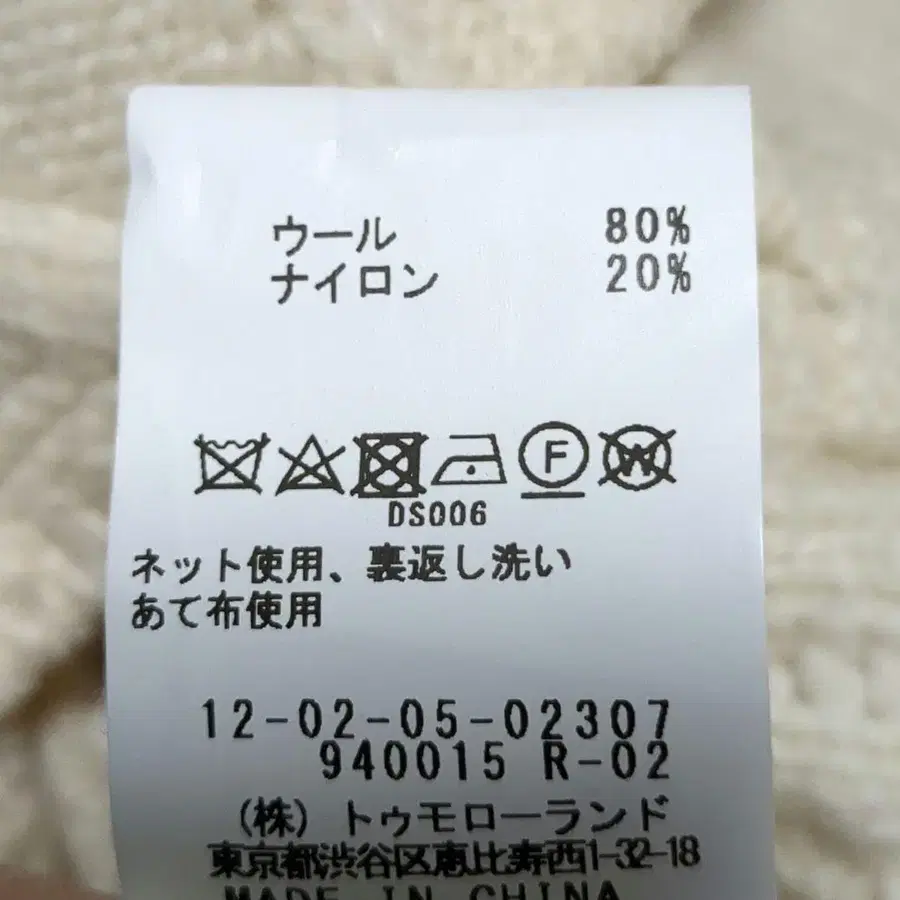 ウール 80%
ナイロン 20%
F W
DS006
ネット使用、裏返し洗い
あて布使用
12-02-05-02307
940015 R-02
(株) トゥモローランド
東京都渋谷区恵比寿西1-32-18
MADE IN CHINA